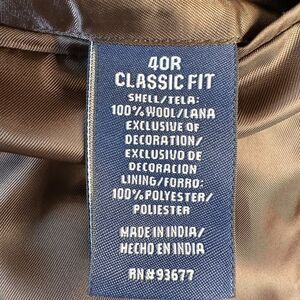 40R
CLASSIC FIT
SHELL/TELA:
100% WOOL/LANA
EXCLUSIVE OF
DECORATION/
EXCLUSIVO DE
DECORACION
LINING/FORRO:
100% POLYESTER/
POLIESTER
MADE IN INDIA/
HECHO EN INDIA
RN#93677